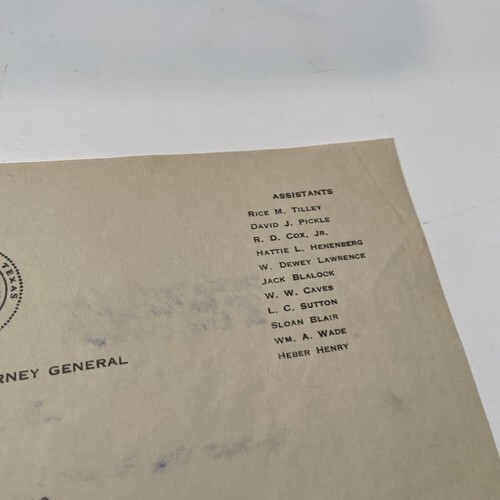 ASSISTANTS
RICE M. TILLEY
DAVID J. PICKLE
R. D. COX, JR.
HATTIE L. HENENBERG
W. DEWEY LAWRENCE
JACK BLALOCK
W. W. CAVES
L. C. SUTTON
SLOAN BLAIR
WM. A. WADE
HEBER HENRY
TEXAS
RNEY GENERAL